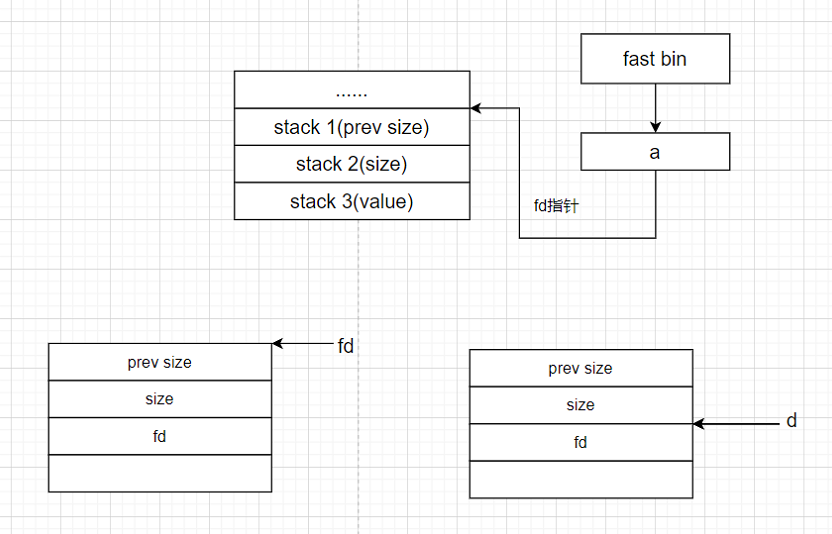 fast bin
......
stack 1(prev size)
a
stack 2(size)
stack 3(value)
fd指针
fd
prev size
size
fd
prev size
size
d
fd